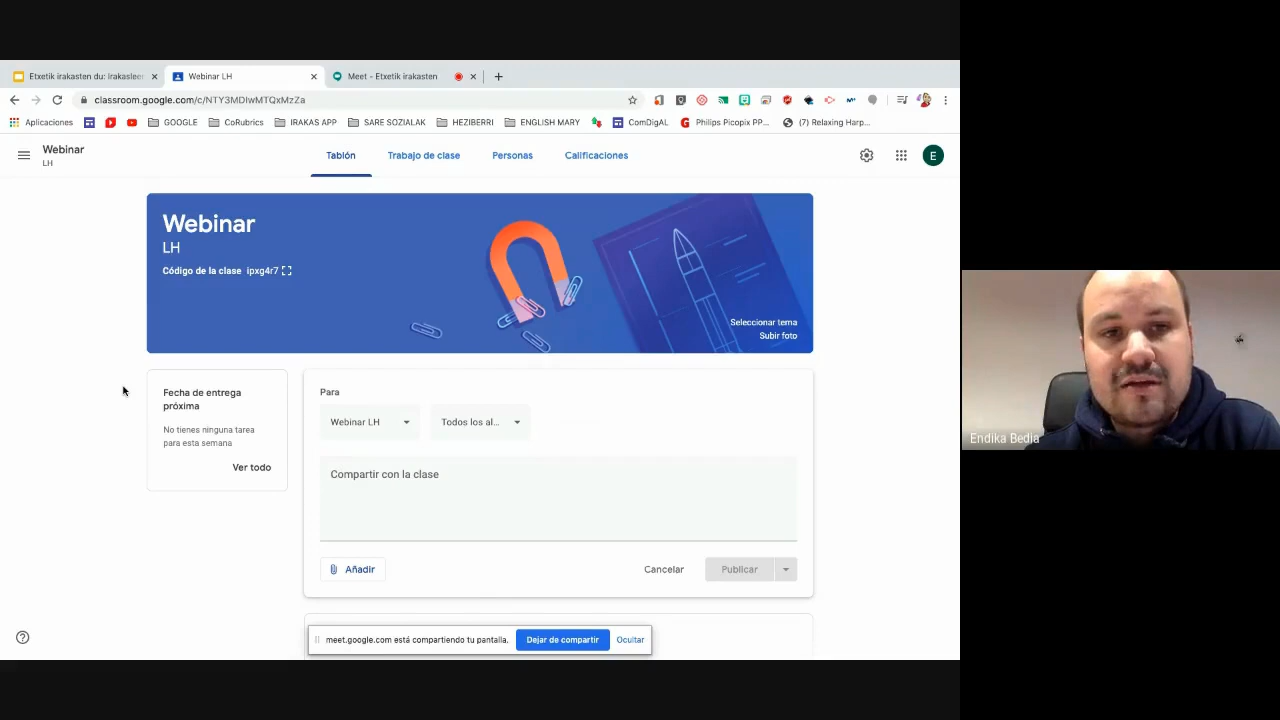 Etxetik irakasten du: irakasleen
Webinar LH
Meet - Etxetik irakasten
classroom.google.com/c/NTY3MDIwMTQxMzZa
Aplicaciones
GOOGLE
CoRubrics
IRAKAS APP
SARE SOZIALAK
HEZIBERRI
ENGLISH MARY
ComDigAL
Philips Picopix PP...
(7) Relaxing Harp...
Webinar
LH
Tablón
Trabajo de clase
Personas
Calificaciones
E
Webinar
LH
Código de la clase ipxg4r7
Seleccionar tema
Subir foto
Fecha de entrega
próxima
No tienes ninguna tarea
para esta semana
Ver todo
Para
Webinar LH
Todos los al...
Compartir con la clase
Añadir
Cancelar
Publicar
meet.google.com está compartiendo tu pantalla.
Dejar de compartir
Ocultar
Endika Bedia